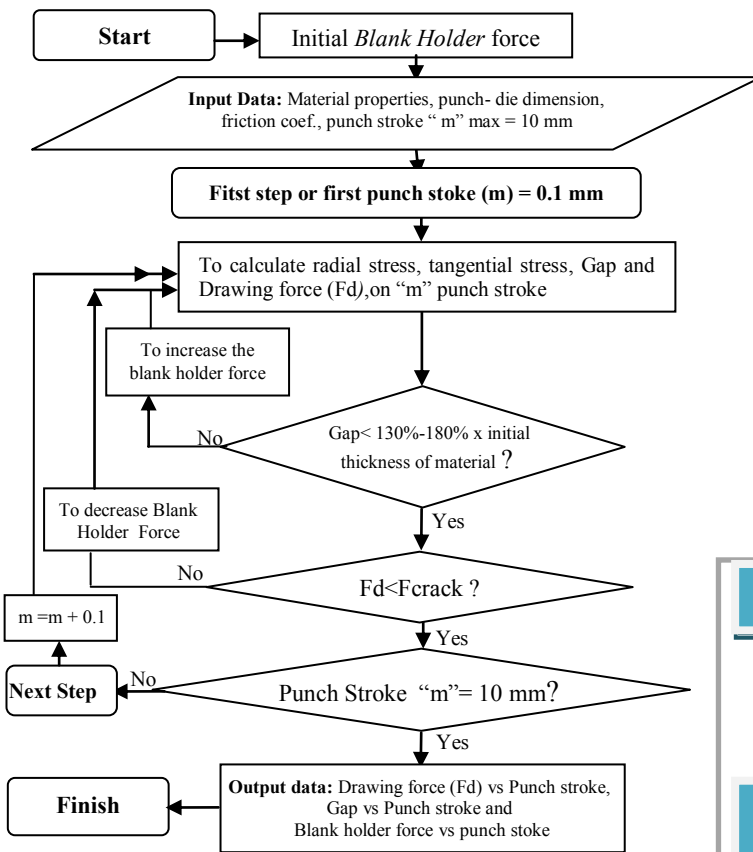 Start
Initial Blank Holder force
Input Data: Material properties, punch- die dimension,
friction coef., punch stroke “ m” max = 10 mm
Fitst step or first punch stoke (m) = 0.1 mm
To calculate radial stress, tangential stress, Gap and
Drawing force (Fd),on “m” punch stroke
To increase the
blank holder force
No
Gap< 130%-180% x initial
thickness of material ?
Yes
To decrease Blank
Holder Force
No
Fd<Fcrack ?
Yes
m =m + 0.1
Next Step
No
Punch Stroke “m”= 10 mm?
Yes
Output data: Drawing force (Fd) vs Punch stroke,
Gap vs Punch stroke and
Blank holder force vs punch stoke
Finish